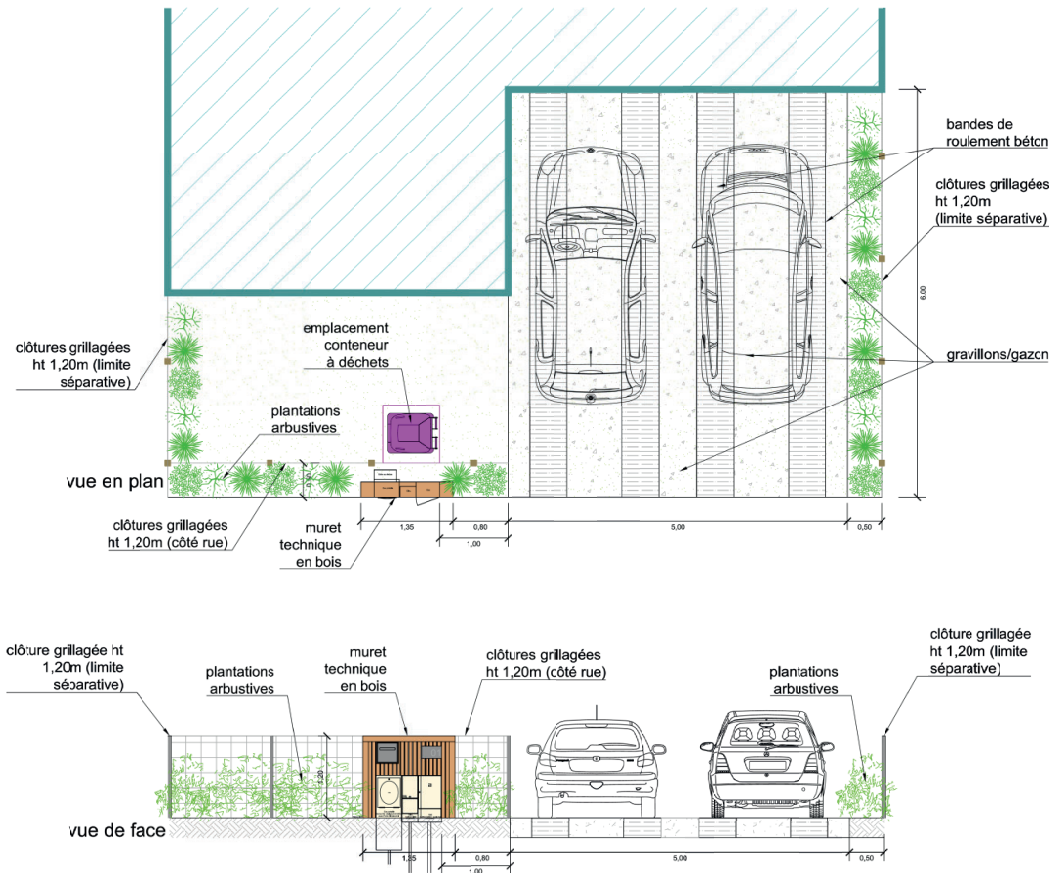 bandes de
roulement béton
clôtures grillagées
ht 1,20m
(limite séparative)
6,00
emplacement
conteneur
à déchets
clôtures grillagées
ht 1,20m (limite
séparative)
gravillons/gazon
plantations
arbustives
0,50
vue en plan
clôtures grillagées
ht 1,20m (côté rue)
muret
technique
en bois
1,35
0,80
5,00
0,50
1,00
clôture grillagée ht
1,20m (limite
séparative)
plantations
arbustives
muret
technique
en bois
clôtures grillagées
ht 1,20m (côté rue)
plantations
arbustives
clôture grillagée
ht 1,20m (limite
séparative)
1,20
vue de face
1,35
0,80
5,00
0,50
1,00